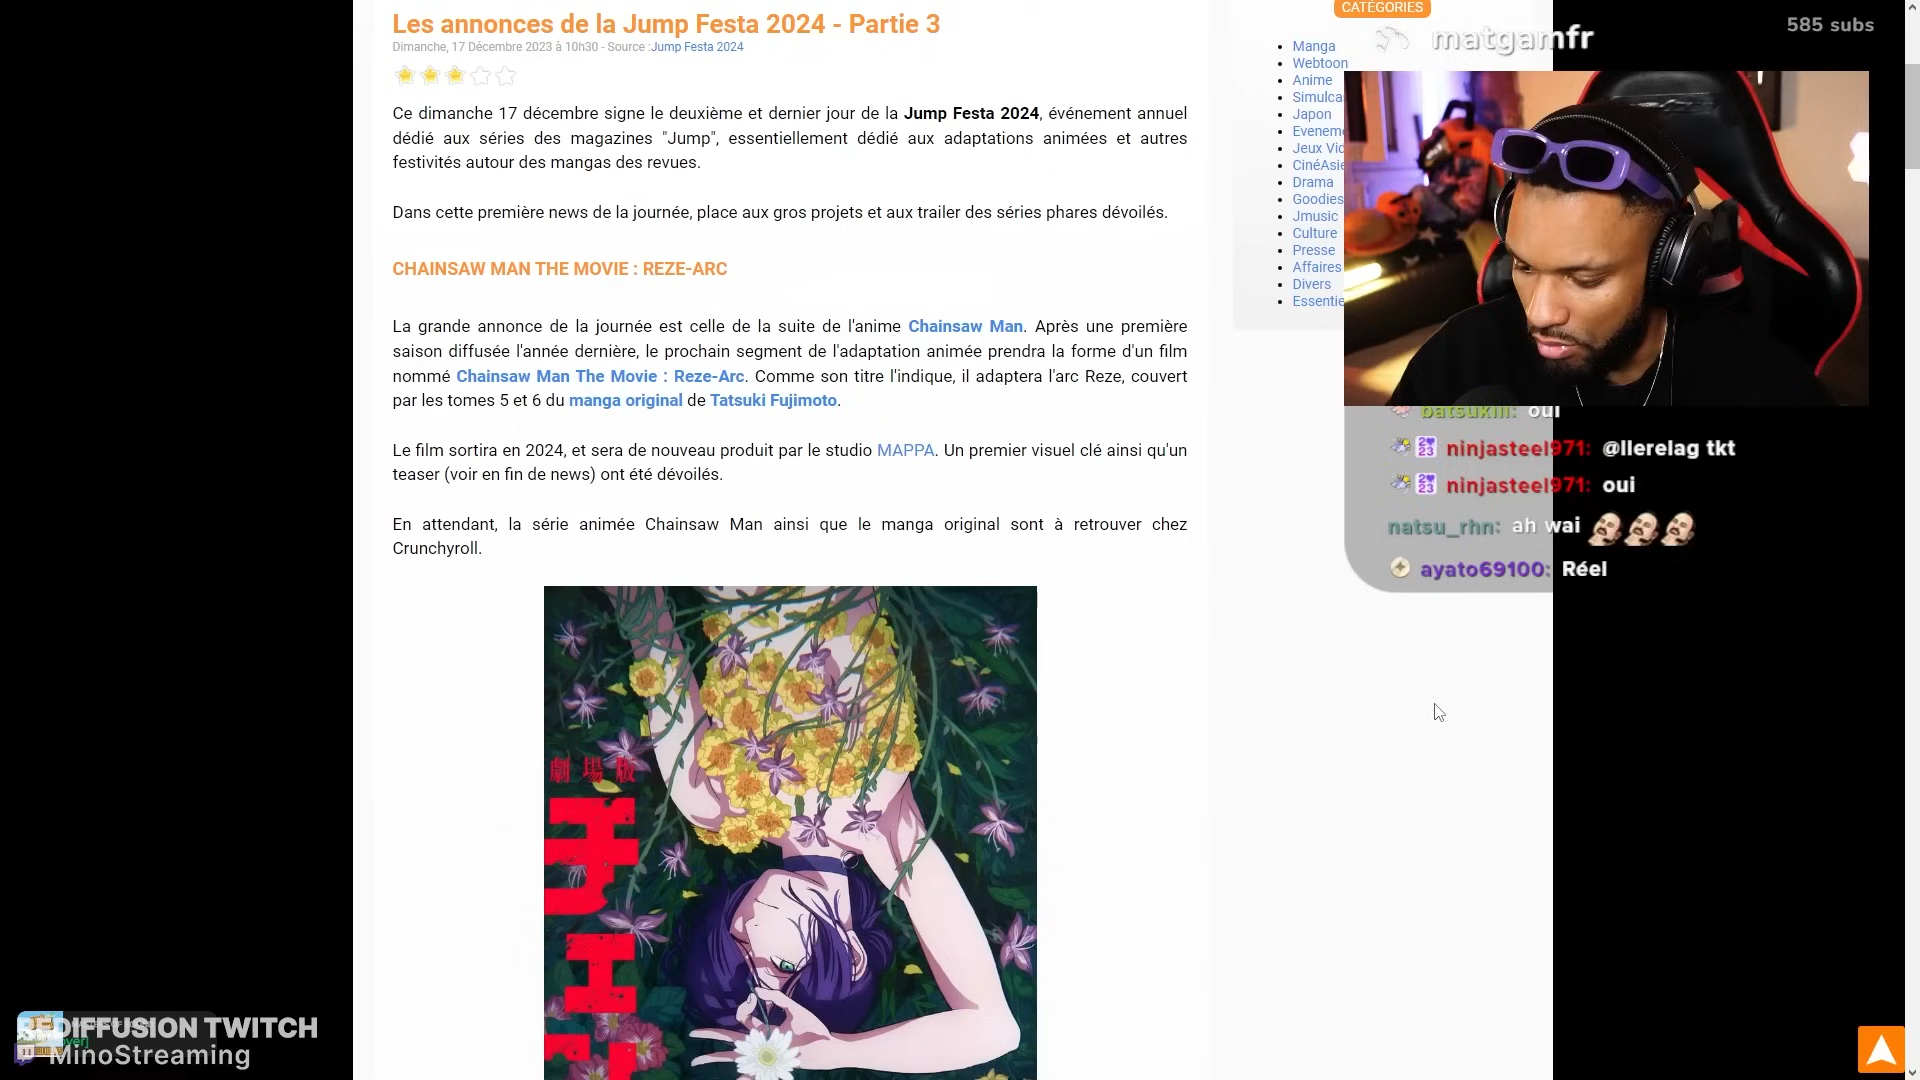 Les annonces de la Jump Festa 2024 - Partie 3
Dimanche, 17 Décembre 2023 à 10h30 - Source :Jump Festa 2024
Ce dimanche 17 décembre signe le deuxième et dernier jour de la Jump Festa 2024, événement annuel
dédié aux séries des magazines "Jump", essentiellement dédié aux adaptations animées et autres
festivités autour des mangas des revues.
Dans cette première news de la journée, place aux gros projets et aux trailer des séries phares dévoilés.
CHAINSAW MAN THE MOVIE : REZE-ARC
La grande annonce de la journée est celle de la suite de l'anime Chainsaw Man. Après une première
saison diffusée l'année dernière, le prochain segment de l'adaptation animée prendra la forme d'un film
nommé Chainsaw Man The Movie : Reze-Arc. Comme son titre l'indique, il adaptera l'arc Reze, couvert
par les tomes 5 et 6 du manga original de Tatsuki Fujimoto.
Le film sortira en 2024, et sera de nouveau produit par le studio MAPPA. Un premier visuel clé ainsi qu'un
teaser (voir en fin de news) ont été dévoilés.
En attendant, la série animée Chainsaw Man ainsi que le manga original sont à retrouver chez
Crunchyroll.
劇場版
CATÉGORIES
Manga
Webtoon
Anime
Simulca
Japon
Evenem
Jeux Vid
CinéAsie
Drama
Goodies
Jmusic
Culture
Presse
Affaires
Divers
Essentie
matgamfr
585 subs
batsukiii: oui
ninjasteel971: @llerelag tkt
ninjasteel971: oui
natsu_rhn: ah wai
ayato69100: Réel
REDIFFUSION TWITCH
MinoStreaming